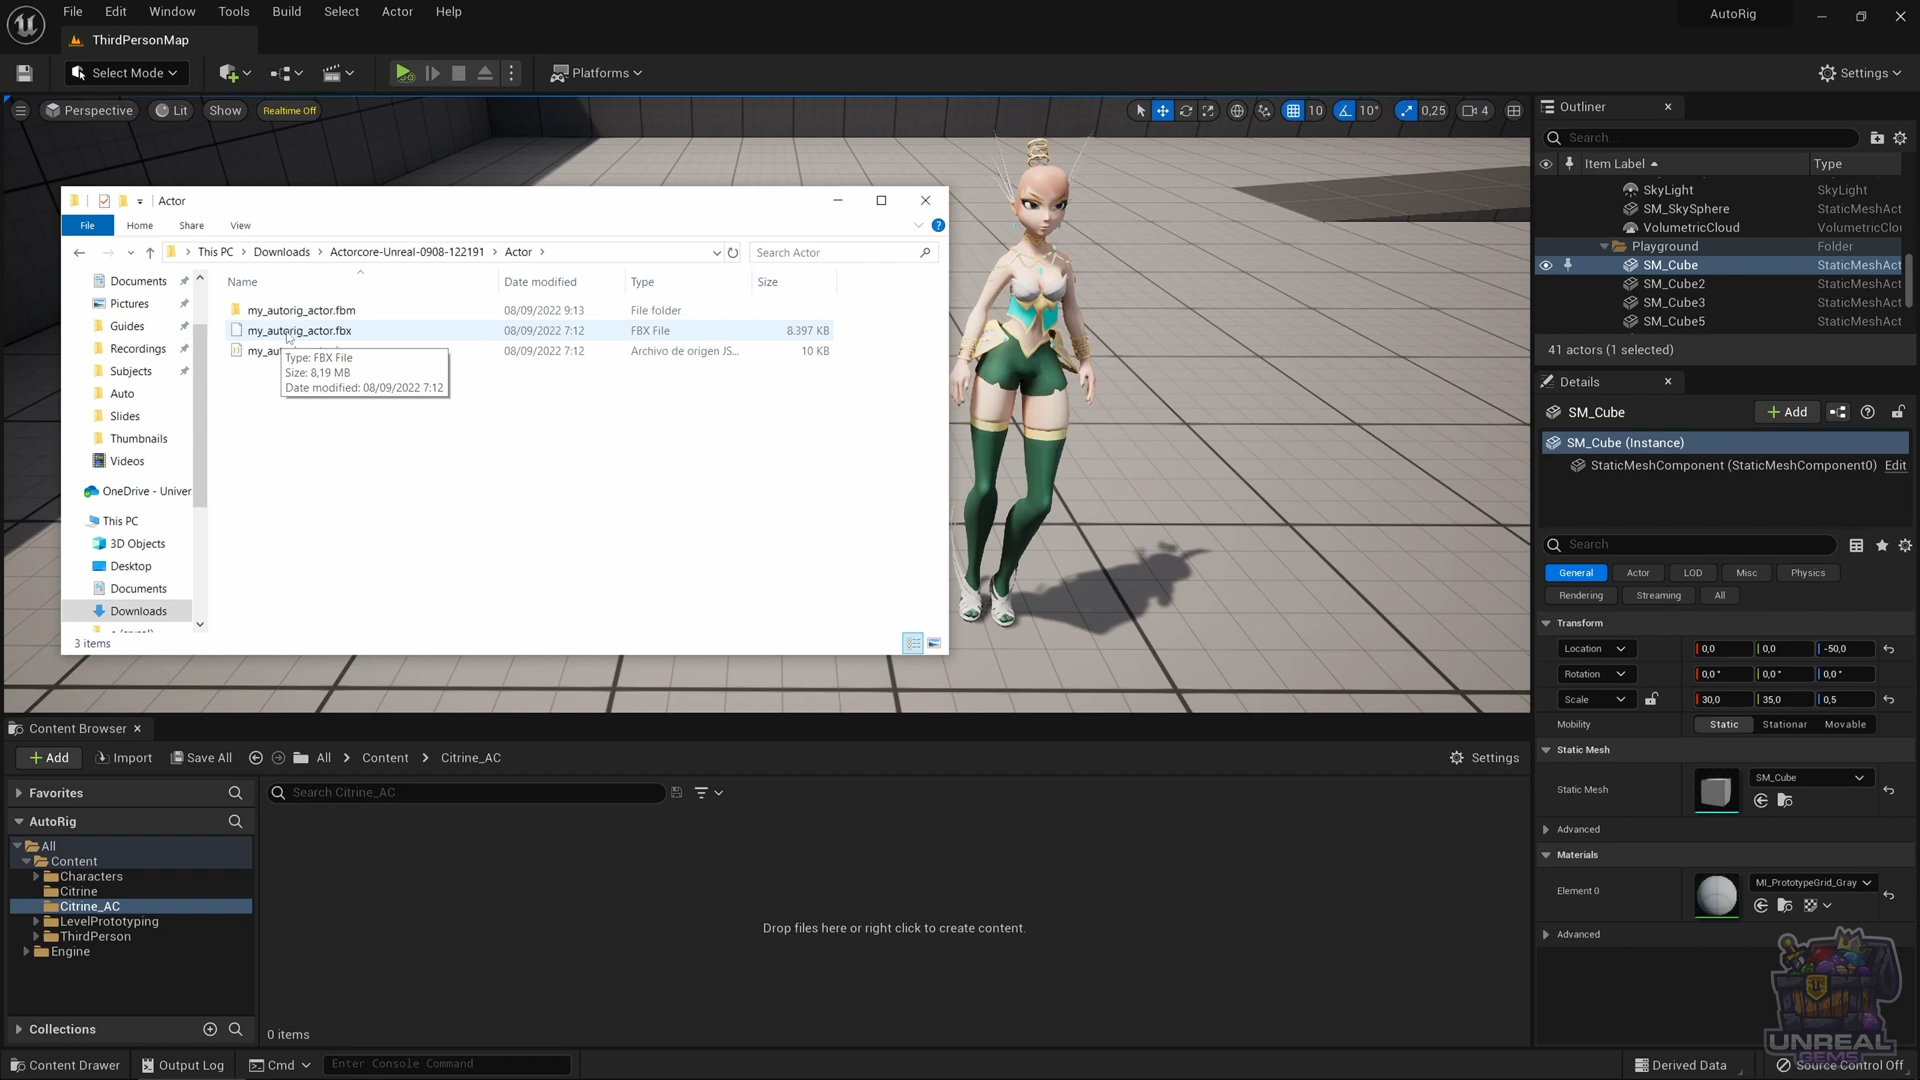 File Edit Window Tools Build Select Actor Help
AutoRig
ThirdPersonMap
Select Mode
Platforms
Settings
Perspective
Lit
Show
Realtime Off
10
10°
0,25
4
Actor
File
Home
Share
View
This PC
Downloads
Actorcore-Unreal-0908-122191
Actor
Search Actor
Documents
Pictures
Guides
Recordings
Subjects
Auto
Slides
Thumbnails
Videos
OneDrive - Univer
This PC
3D Objects
Desktop
Documents
Downloads
Name Date modified Type Size
my_autorig_actor.fbm 08/09/2022 9:13 File folder
my_autorig_actor.fbx 08/09/2022 7:12 FBX File 8.397 KB
my_au 08/09/2022 7:12 Archivo de origen JS... 10 KB
Type: FBX File
Size: 8,19 MB
Date modified: 08/09/2022 7:12
3 items
Outliner
Search...
Item Label Type
SkyLight SkyLight
SM_SkySphere StaticMeshAct
VolumetricCloud VolumetricClou
Playground Folder
SM_Cube StaticMeshAct
SM_Cube2 StaticMeshAct
SM_Cube3 StaticMeshAct
SM_Cube5 StaticMeshAct
41 actors (1 selected)
Details
SM_Cube
Add
SM_Cube (Instance)
StaticMeshComponent (StaticMeshComponent0) Edit
Search
General Actor LOD Misc Physics
Rendering Streaming All
Transform
Location 0,0 0,0 -50,0
Rotation 0,0 ° 0,0 ° 0,0 °
Scale 30,0 35,0 0,5
Mobility Static Stationar Movable
Static Mesh
Static Mesh SM_Cube
Advanced
Materials
Element 0 MI_PrototypeGrid_Gray
Advanced
Content Browser
Add
Import
Save All
All
Content
Citrine_AC
Settings
Favorites
AutoRig
All
Content
Characters
Citrine
Citrine_AC
LevelPrototyping
ThirdPerson
Engine
Collections
Search Citrine_AC
Drop files here or right click to create content.
0 items
Content Drawer
Output Log
Cmd
Enter Console Command
Derived Data
Source Control Off
UNREAL
GEMS